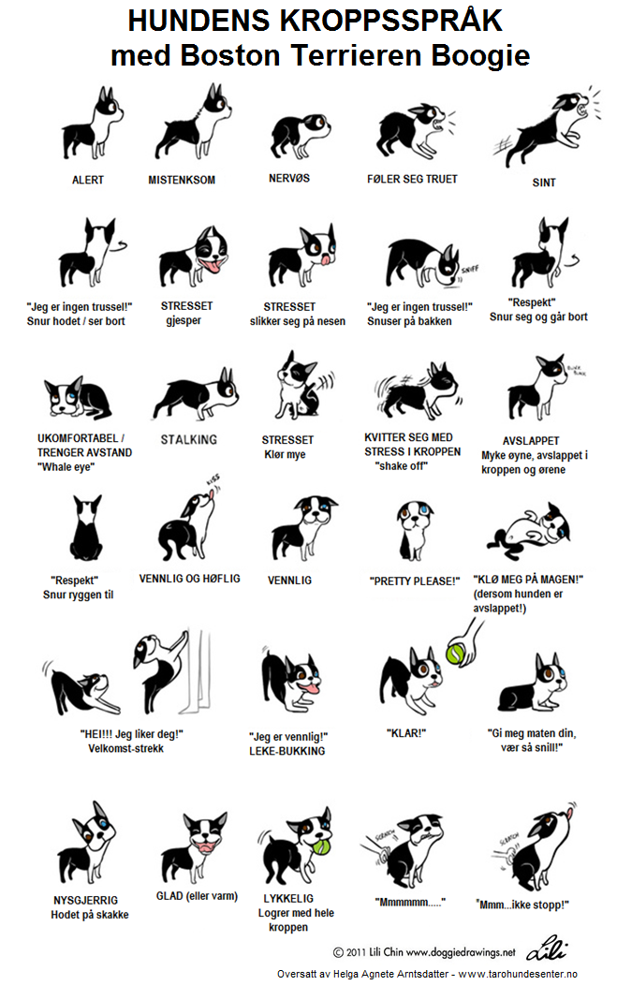 HUNDENS KROPPSSPRÅK
med Boston Terrieren Boogie
ALERT
MISTENKSOM
NERVØS
FØLER SEG TRUET
SINT
"Jeg er ingen trussel!"
Snur hodet / ser bort
STRESSET
gjesper
STRESSET
slikker seg på nesen
SNIFF
"Jeg er ingen trussel!"
Snuser på bakken
"Respekt"
Snur seg og går bort
UKOMFORTABEL /
TRENGER AVSTAND
"Whale eye"
STALKING
STRESSET
Klør mye
KVITTER SEG MED
STRESS I KROPPEN
"shake off"
BLINK
BLINK
AVSLAPPET
Myke øyne, avslappet i
kroppen og ørene
"Respekt"
Snur ryggen til
KISS
VENNLIG OG HØFLIG
VENNLIG
"PRETTY PLEASE!"
"KLØ MEG PÅ MAGEN!"
(dersom hunden er
avslappet!)
"HEI!!! Jeg liker deg!"
Velkomst-strekk
"Jeg er vennlig!"
LEKE-BUKKING
"KLAR!"
"Gi meg maten din,
vær så snill!"
NYSGJERRIG
Hodet på skakke
GLAD (eller varm)
LYKKELIG
Logrer med hele
kroppen
SCRATCH
"Mmmmmm....."
SCRATCH
"Mmm...ikke stopp!"
© 2011 Lili Chin www.doggiedrawings.net
Lili
Oversatt av Helga Agnete Arntsdatter - www.tarohundesenter.no